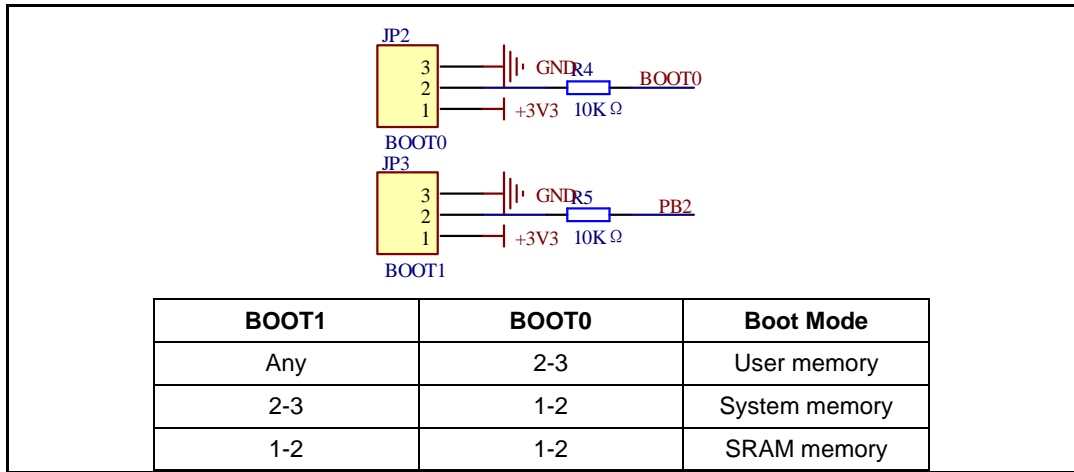 JP2
3
GND
R4
BOOT0
2
1
+3V3
10K Ω
BOOT0
JP3
3
GND
R5
PB2
2
1
+3V3
10K Ω
BOOT1
BOOT1 BOOT0 Boot Mode
Any 2-3 User memory
2-3 1-2 System memory
1-2 1-2 SRAM memory